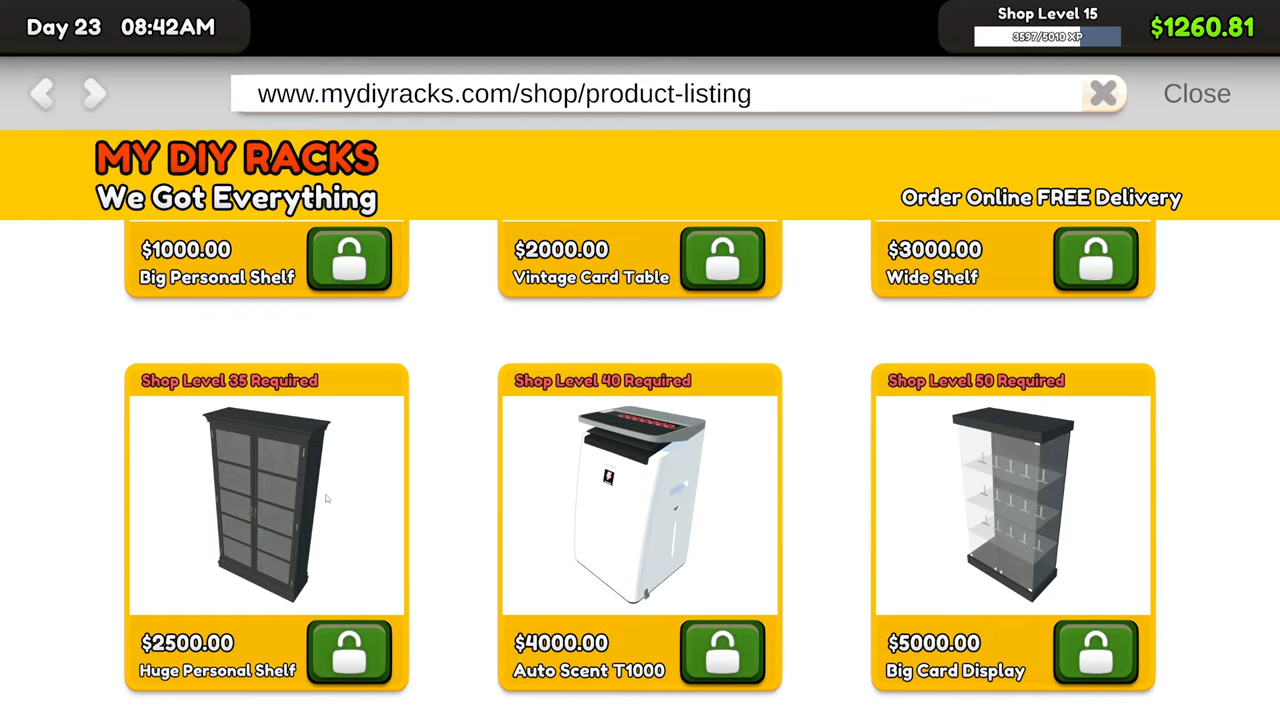 Day 23 08:42AM
Shop Level 15
3597/5010 XP
$1260.81
www.mydiyracks.com/shop/product-listing
Close
MY DIY RACKS
We Got Everything
Order Online FREE Delivery
$1000.00
Big Personal Shelf
$2000.00
Vintage Card Table
$3000.00
Wide Shelf
Shop Level 35 Required
$2500.00
Huge Personal Shelf
Shop Level 40 Required
$4000.00
Auto Scent T1000
Shop Level 50 Required
$5000.00
Big Card Display